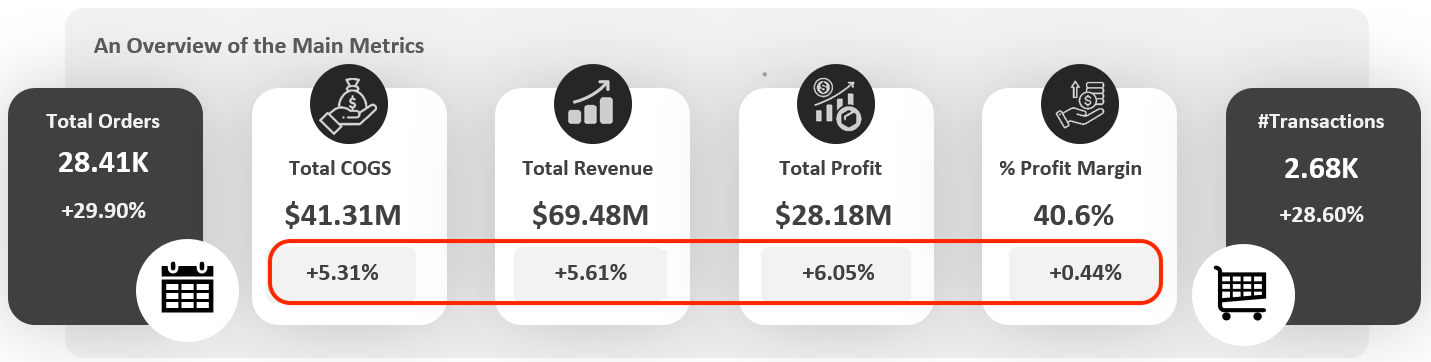 An Overview of the Main Metrics
Total Orders
28.41K
+29.90%
Total COGS
$41.31M
+5.31%
Total Revenue
$69.48M
+5.61%
Total Profit
$28.18M
+6.05%
% Profit Margin
40.6%
+0.44%
#Transactions
2.68K
+28.60%